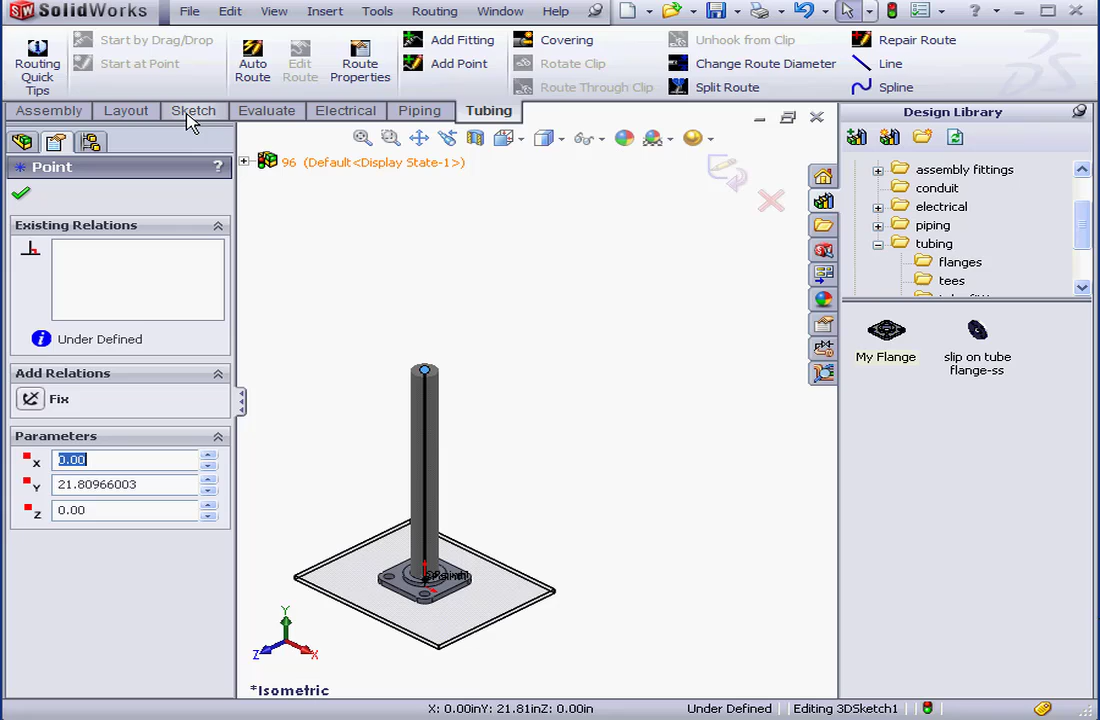 SolidWorks File Edit View Insert Tools Routing Window Help ?
Routing Quick Tips
Start by Drag/Drop
Start at Point
Auto Route
Edit Route
Route Properties
Add Fitting
Add Point
Covering
Rotate Clip
Route Through Clip
Unhook from Clip
Change Route Diameter
Split Route
Repair Route
Line
Spline
Assembly Layout Sketch Evaluate Electrical Piping Tubing
Design Library
Point ?
96 (Default<Display State-1>)
Existing Relations
Under Defined
Add Relations
Fix
Parameters
X 0.00
Y 21.80966003
Z 0.00
Y
Z
X
*Isometric
assembly fittings
conduit
electrical
piping
tubing
flanges
tees
My Flange
slip on tube flange-ss
X: 0.00inY: 21.81inZ: 0.00in Under Defined Editing 3DSketch1